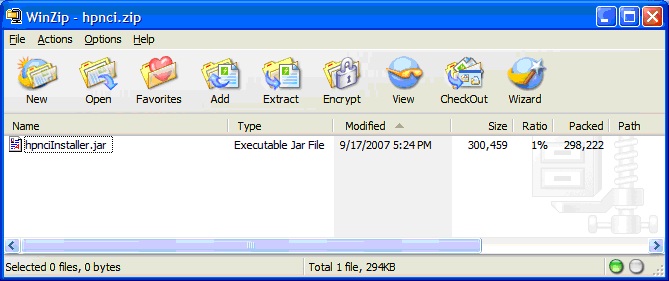 WinZip - hpnci.zip
File Actions Options Help
New Open Favorites Add Extract Encrypt View CheckOut Wizard
Name Type Modified Size Ratio Packed Path
hpnciInstaller.jar Executable Jar File 9/17/2007 5:24 PM 300,459 1% 298,222
Selected 0 files, 0 bytes Total 1 file, 294KB